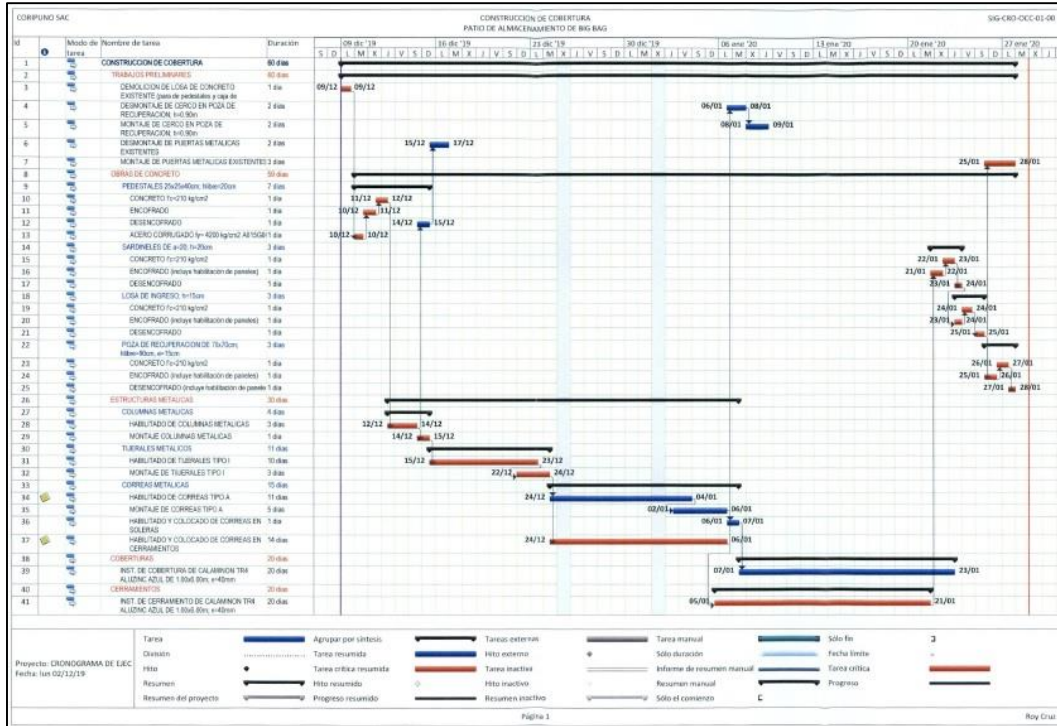 CORIPUNO SAC
CONSTRUCCION DE COBERTURA
PATIO DE ALMACENAMIENTO DE BIG BAG
SIG-CRO-OCC-01-00
Id Modo de tarea Nombre de tarea Duración 09 dic '19 16 dic '19 23 dic '19 30 dic '19 06 ene '20 13 ene '20 20 ene '20 27 ene '20
1 CONSTRUCCION DE COBERTURA 60 días
2 TRABAJOS PRELIMINARES 60 días
3 DEMOLICION DE LOSA DE CONCRETO 1 día 09/12 09/12
EXISTENTE (para de pedestales y caja de
4 DESMONTAJE DE CERCO EN POZA DE 2 días 06/01 08/01
RECUPERACION, h=0.90m
5 MONTAJE DE CERCO EN POZA DE 2 días 08/01 09/01
RECUPERACION, h=0.90m
6 DESMONTAJE DE PUERTAS METALICAS 2 días 15/12 17/12
EXISTENTES
7 MONTAJE DE PUERTAS METALICAS EXISTENTES 3 días 25/01 28/01
8 OBRAS DE CONCRETO 59 días
9 PEDESTALES 25x25x40cm; hliber=20cm 7 días
10 CONCRETO f'c=210 kg/cm2 1 día 11/12 12/12
11 ENCOFRADO 1 día 10/12 11/12
12 DESENCOFRADO 1 día 14/12 15/12
13 ACERO CORRUGADO fy= 4200 kg/cm2 A615G6 1 día 10/12 10/12
14 SARDINELES DE a=20; h=20cm 3 días
15 CONCRETO f'c=210 kg/cm2 1 día 22/01 23/01
16 ENCOFRADO (incluye habilitación de paneles) 1 día 21/01 22/01
17 DESENCOFRADO 1 día 23/01 24/01
18 LOSA DE INGRESO; h=15cm 3 días
19 CONCRETO f'c=210 kg/cm2 1 día 24/01 24/01
20 ENCOFRADO (incluye habilitación de paneles) 1 día 23/01 24/01
21 DESENCOFRADO 1 día 25/01 25/01
22 POZA DE RECUPERACION DE 70x70cm; 3 días
23 CONCRETO f'c=210 kg/cm2 1 día 26/01 27/01
24 ENCOFRADO (incluye habilitación de paneles) 1 día 25/01 26/01
25 DESENCOFRADO (incluye habilitación de panele 1 día 27/01 28/01
26 ESTRUCTURAS METALICAS 30 días
27 COLUMNAS METALICAS 4 días
28 HABILITADO DE COLUMNAS METALICAS 3 días 12/12 14/12
29 MONTAJE COLUMNAS METALICAS 1 día 14/12 15/12
30 TIJERALES METALICOS 11 días
31 HABILITADO DE TIJERALES TIPO I 10 días 15/12 23/12
32 MONTAJE DE TIJERALES TIPO I 3 días 22/12 24/12
33 CORREAS METALICAS 15 días
34 HABILITADO DE CORREAS TIPO A 11 días 24/12 04/01
35 MONTAJE DE CORREAS TIPO A 5 días 02/01 06/01
36 HABILITADO Y COLOCADO DE CORREAS EN 1 día 06/01 07/01
SOLERAS
37 HABILITADO Y COLOCADO DE CORREAS EN 14 días 24/12 06/01
CERRAMIENTOS
38 COBERTURAS 20 días
39 INST. DE COBERTURA DE CALAMINON TR4 20 días 07/01 23/01
ALUZINC AZUL DE 1.00x6.00m; e=40mm
40 CERRAMIENTOS 20 días
41 INST. DE CERRAMIENTO DE CALAMINON TR4 20 días 05/01 21/01
ALUZINC AZUL DE 1.00x6.00m; e=40mm
Proyecto: CRONOGRAMA DE EJEC
Fecha: lun 02/12/19
Tarea Agrupar por síntesis Tareas externas Tarea manual Sólo fin
División Tarea resumida Hito externo Sólo duración Fecha límite
Hito Tarea crítica resumida Tarea inactiva Informe de resumen manual Tarea crítica
Resumen Hito resumido Hito inactivo Resumen manual Progreso
Resumen del proyecto Progreso resumido Resumen inactivo Sólo el comienzo
Página 1
Roy Cruz